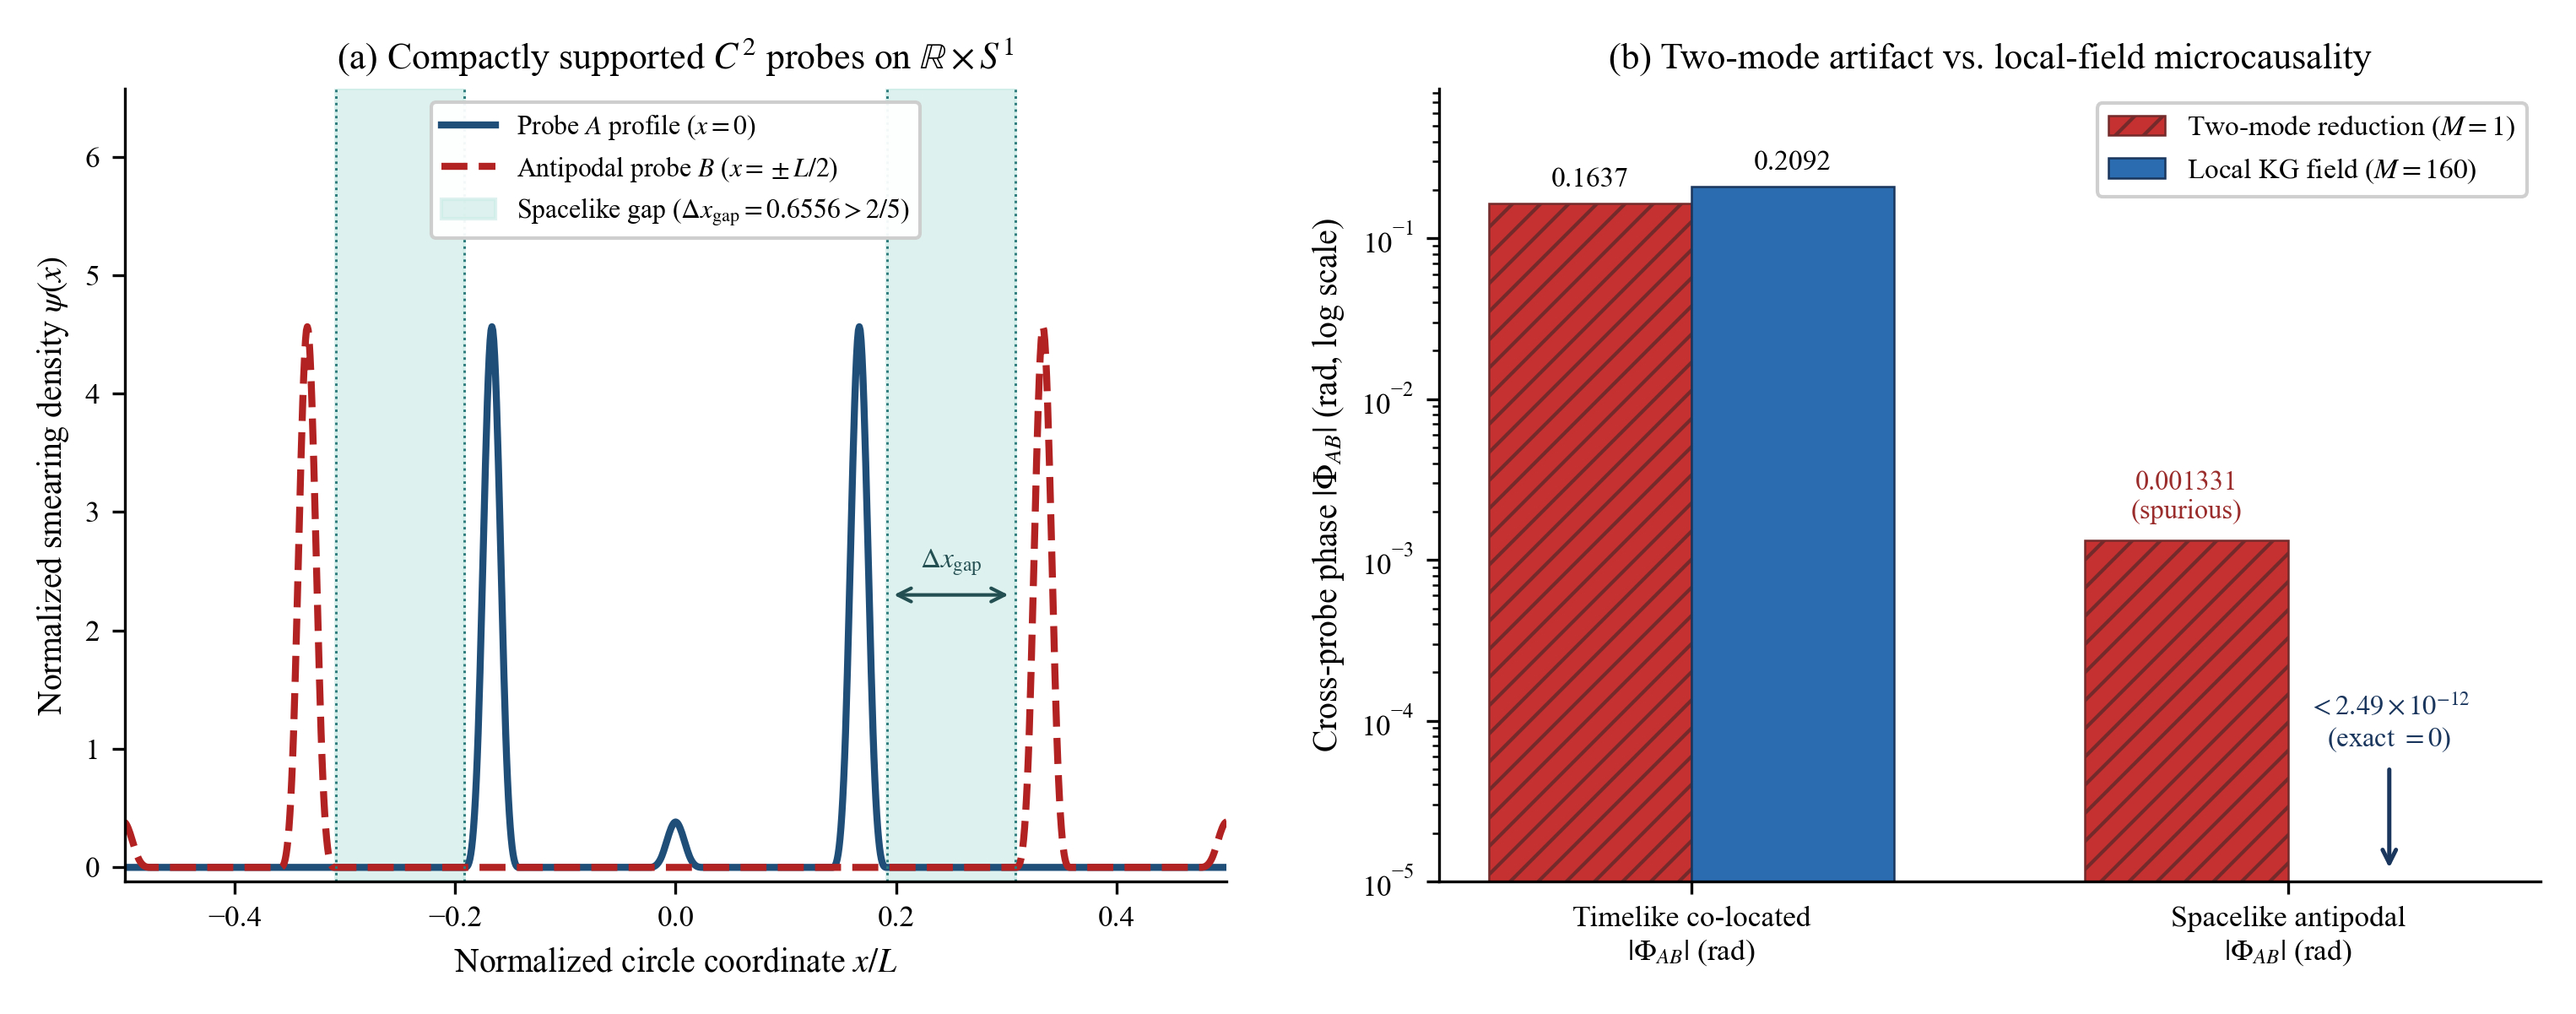 (a) Compactly supported C² probes on ℝ × S¹
Normalized smearing density ψ(x)
6
5
4
3
2
1
0
Probe A profile (x = 0)
Antipodal probe B (x = ±L/2)
Spacelike gap (Δx_gap = 0.6556 > 2/5)
Δx_gap
−0.4
−0.2
0.0
0.2
0.4
Normalized circle coordinate x/L
(b) Two-mode artifact vs. local-field microcausality
Cross-probe phase |Φ_AB| (rad, log scale)
10⁻¹
10⁻²
10⁻³
10⁻⁴
10⁻⁵
Two-mode reduction (M = 1)
Local KG field (M = 160)
0.1637
0.2092
0.001331
(spurious)
< 2.49 × 10⁻¹²
(exact = 0)
Timelike co-located
|Φ_AB| (rad)
Spacelike antipodal
|Φ_AB| (rad)